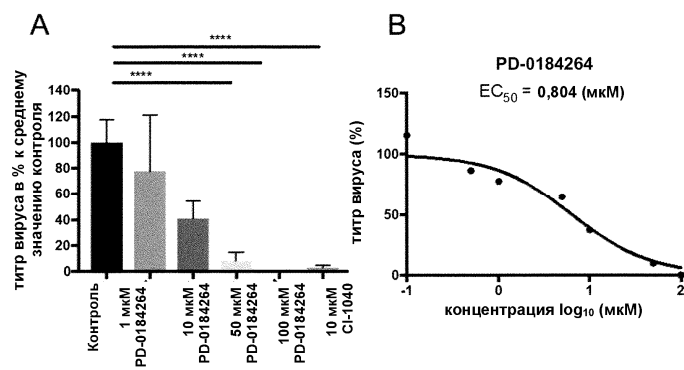 A
****
****
****
титр вируса в % к среднему
значению контроля
140
120
100
80
60
40
20
0
Контроль
1 мкМ
PD-0184264
10 мкМ
PD-0184264
50 мкМ
PD-0184264
100 мкМ
PD-0184264
10 мкМ
CI-1040
B
PD-0184264
EC50 = 0,804 (мкМ)
титр вируса (%)
150
100
50
0
-1
0
1
2
концентрация log10 (мкМ)